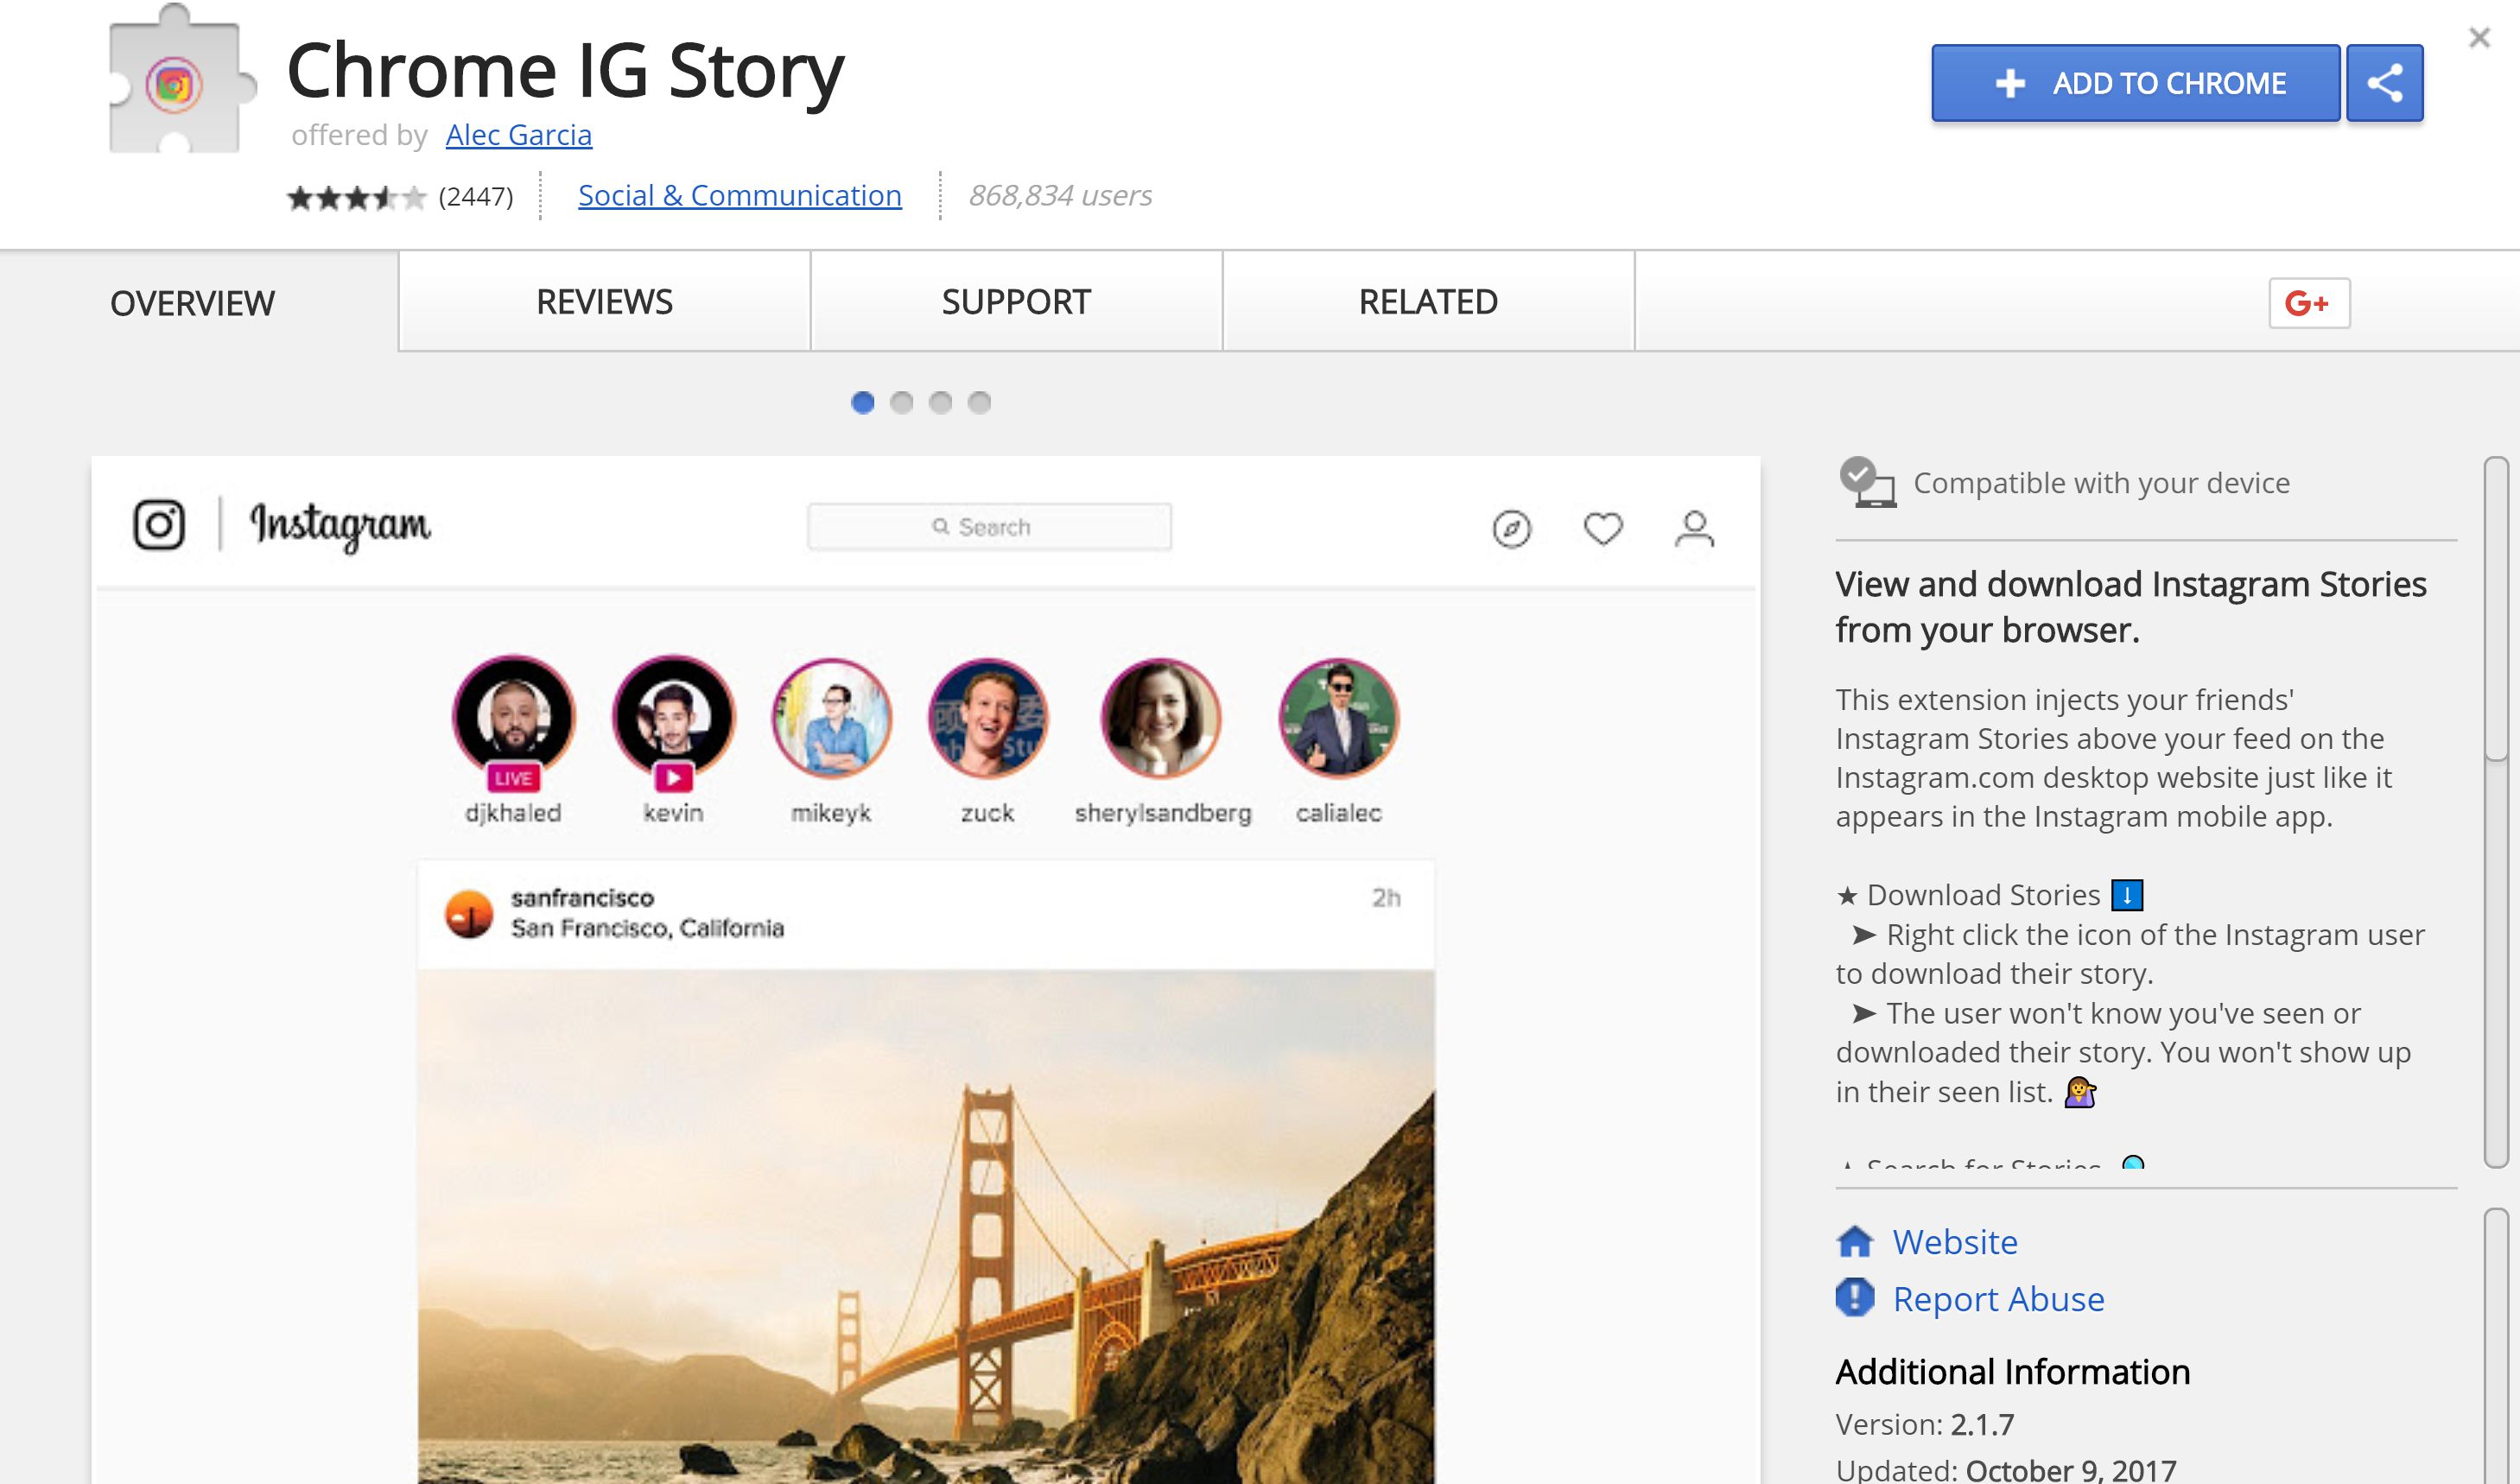 Chrome IG Story
offered by Alec Garcia
(2447)
Social & Communication
868,834 users
+ ADD TO CHROME
OVERVIEW
REVIEWS
SUPPORT
RELATED
G+
Instagram
Search
LIVE
djkhaled
kevin
mikeyk
zuck
sherylsandberg
calialec
sanfrancisco
San Francisco, California
2h
Compatible with your device
View and download Instagram Stories
from your browser.
This extension injects your friends'
Instagram Stories above your feed on the
Instagram.com desktop website just like it
appears in the Instagram mobile app.
★ Download Stories ⬇
➤ Right click the icon of the Instagram user
to download their story.
➤ The user won't know you've seen or
downloaded their story. You won't show up
in their seen list.
★ Search for Stories
Website
Report Abuse
Additional Information
Version: 2.1.7
Updated: October 9, 2017